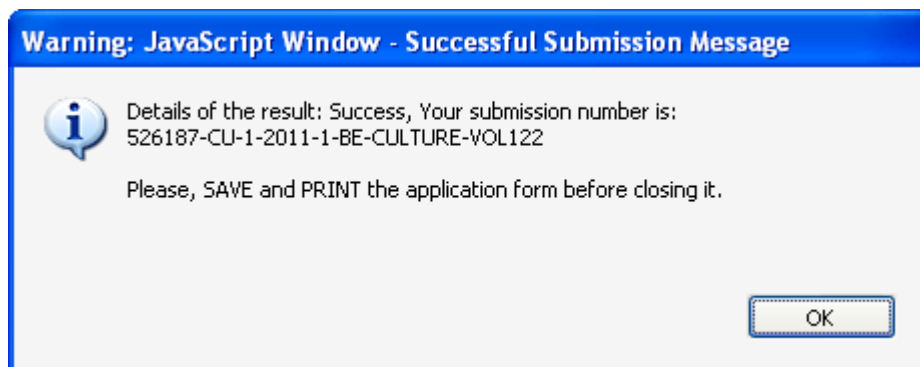 Warning: JavaScript Window - Successful Submission Message
Details of the result: Success, Your submission number is:
526187-CU-1-2011-1-BE-CULTURE-VOL122
Please, SAVE and PRINT the application form before closing it.
OK